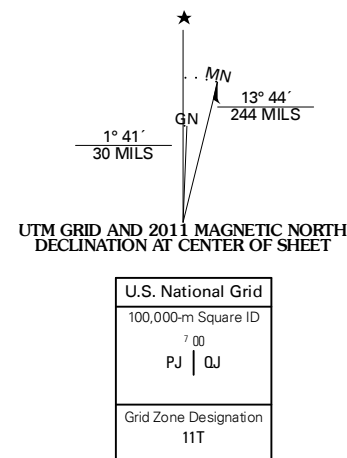 ★
MN
13° 44´
244 MILS
GN
1° 41´
30 MILS
UTM GRID AND 2011 MAGNETIC NORTH
DECLINATION AT CENTER OF SHEET
U.S. National Grid
100,000-m Square ID
7 00
PJ | QJ
Grid Zone Designation
11T